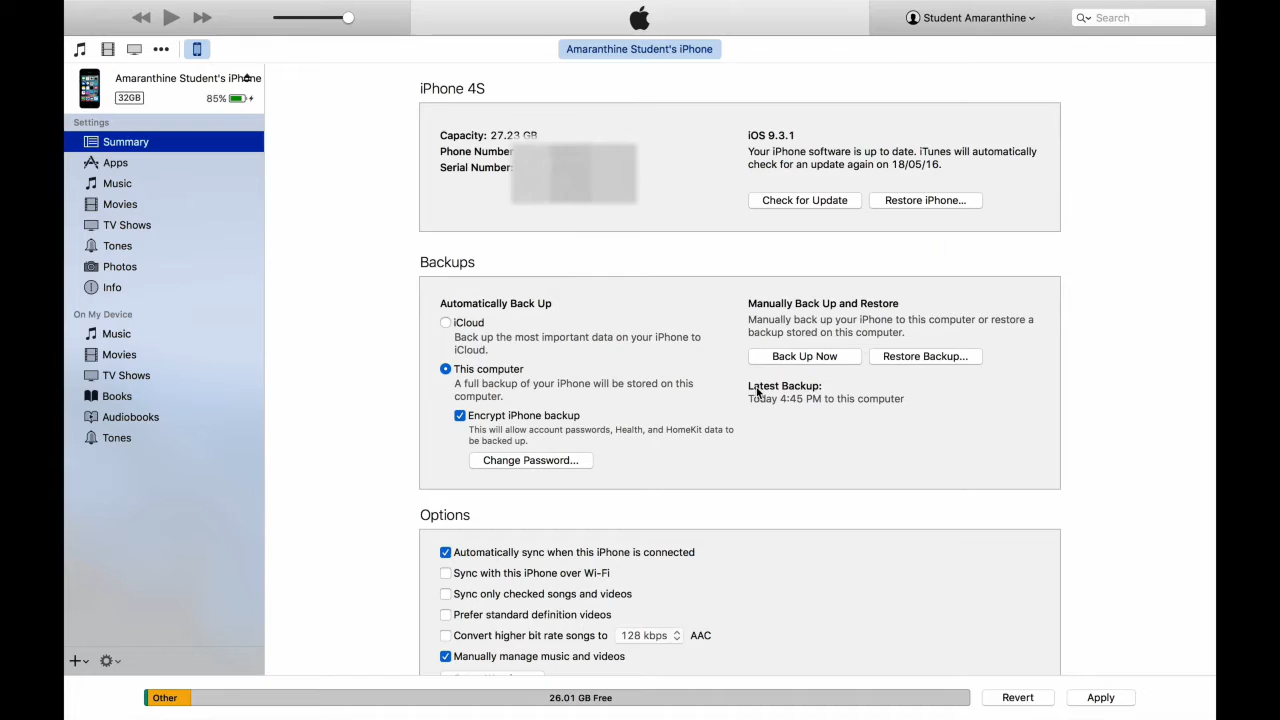 Student Amaranthine
Search
Amaranthine Student's iPhone
Amaranthine Student's iPhone
32GB
85%
Settings
Summary
Apps
Music
Movies
TV Shows
Tones
Photos
Info
On My Device
Music
Movies
TV Shows
Books
Audiobooks
Tones
iPhone 4S
Capacity: 27.23 GB
Phone Number
Serial Number:
iOS 9.3.1
Your iPhone software is up to date. iTunes will automatically
check for an update again on 18/05/16.
Check for Update
Restore iPhone...
Backups
Automatically Back Up
iCloud
Back up the most important data on your iPhone to
iCloud.
This computer
A full backup of your iPhone will be stored on this
computer.
Encrypt iPhone backup
This will allow account passwords, Health, and HomeKit data to
be backed up.
Change Password...
Manually Back Up and Restore
Manually back up your iPhone to this computer or restore a
backup stored on this computer.
Back Up Now
Restore Backup...
Latest Backup:
Today 4:45 PM to this computer
Options
Automatically sync when this iPhone is connected
Sync with this iPhone over Wi-Fi
Sync only checked songs and videos
Prefer standard definition videos
Convert higher bit rate songs to 128 kbps AAC
Manually manage music and videos
Other
26.01 GB Free
Revert
Apply